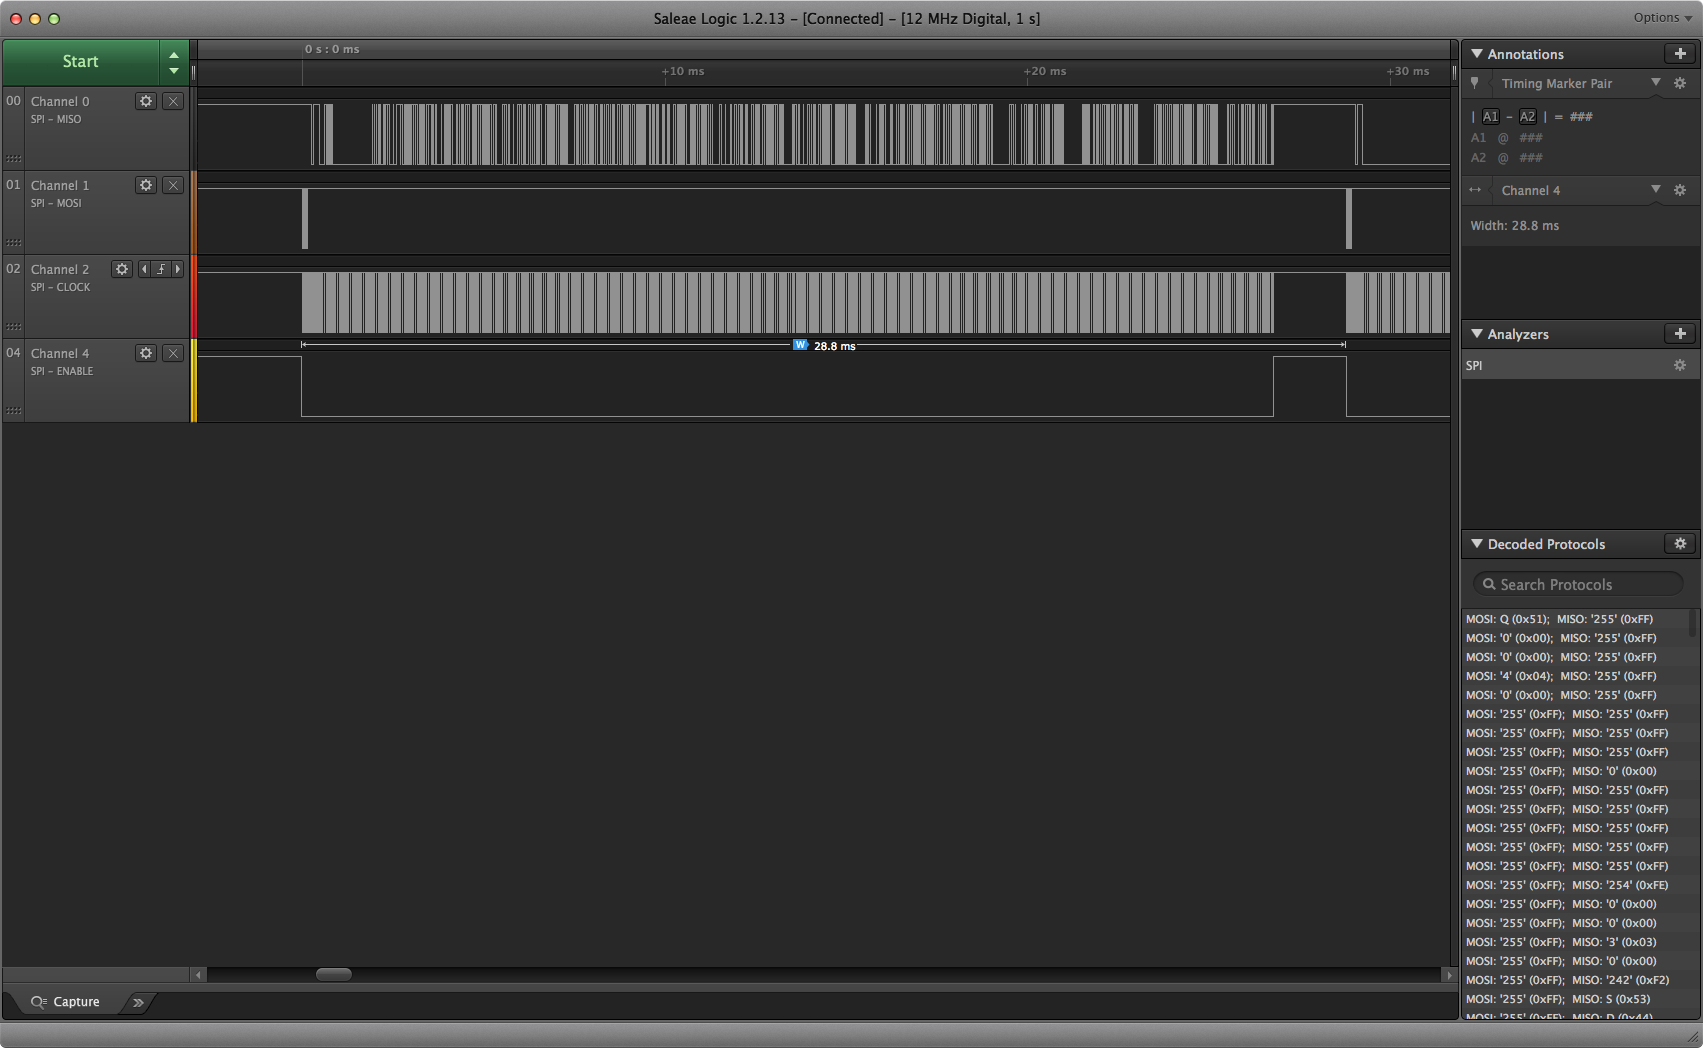 Saleae Logic 1.2.13 – [Connected] – [12 MHz Digital, 1 s]
Options
Start
0 s : 0 ms
+10 ms
+20 ms
+30 ms
00 Channel 0
SPI – MISO
01 Channel 1
SPI – MOSI
02 Channel 2
SPI – CLOCK
04 Channel 4
SPI – ENABLE
W 28.8 ms
Capture
Annotations
Timing Marker Pair
| A1 – A2 | = ###
A1 @ ###
A2 @ ###
Channel 4
Width: 28.8 ms
Analyzers
SPI
Decoded Protocols
Search Protocols
MOSI: Q (0x51); MISO: '255' (0xFF)
MOSI: '0' (0x00); MISO: '255' (0xFF)
MOSI: '0' (0x00); MISO: '255' (0xFF)
MOSI: '4' (0x04); MISO: '255' (0xFF)
MOSI: '0' (0x00); MISO: '255' (0xFF)
MOSI: '255' (0xFF); MISO: '255' (0xFF)
MOSI: '255' (0xFF); MISO: '255' (0xFF)
MOSI: '255' (0xFF); MISO: '255' (0xFF)
MOSI: '255' (0xFF); MISO: '0' (0x00)
MOSI: '255' (0xFF); MISO: '255' (0xFF)
MOSI: '255' (0xFF); MISO: '255' (0xFF)
MOSI: '255' (0xFF); MISO: '255' (0xFF)
MOSI: '255' (0xFF); MISO: '255' (0xFF)
MOSI: '255' (0xFF); MISO: '255' (0xFF)
MOSI: '255' (0xFF); MISO: '254' (0xFE)
MOSI: '255' (0xFF); MISO: '0' (0x00)
MOSI: '255' (0xFF); MISO: '0' (0x00)
MOSI: '255' (0xFF); MISO: '3' (0x03)
MOSI: '255' (0xFF); MISO: '0' (0x00)
MOSI: '255' (0xFF); MISO: '242' (0xF2)
MOSI: '255' (0xFF); MISO: S (0x53)
MOSI: '255' (0xFF); MISO: D (0x44)